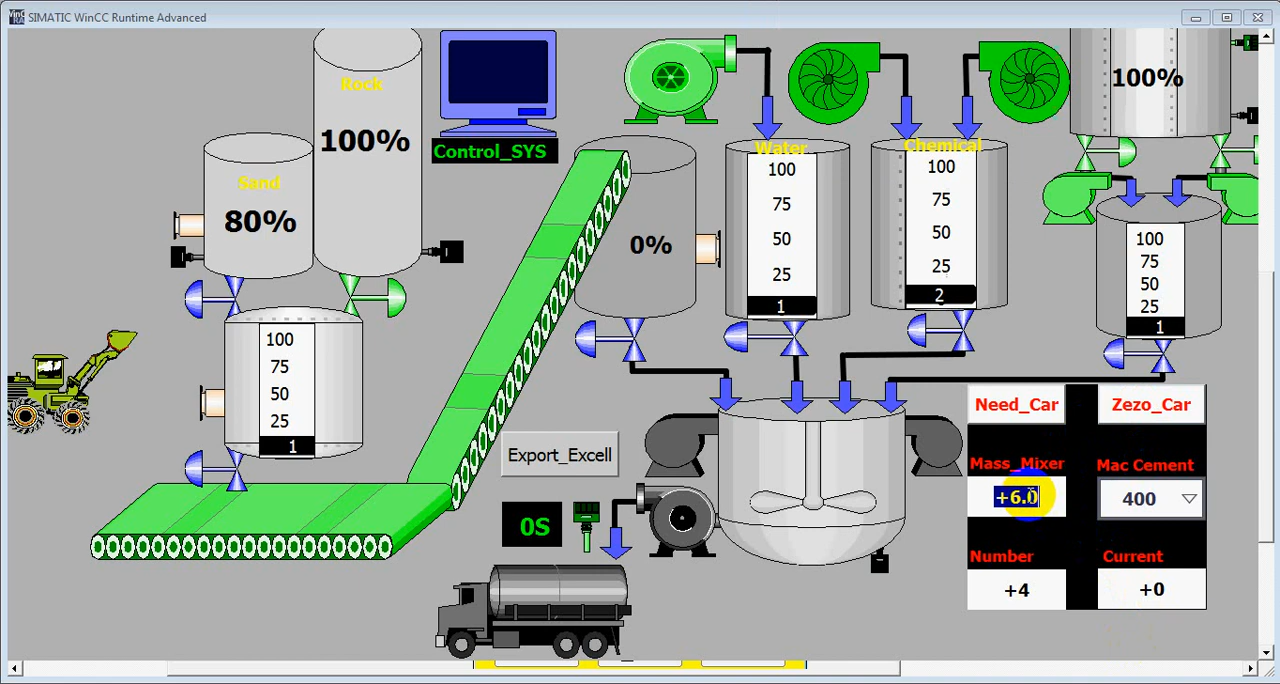 SIMATIC WinCC Runtime Advanced
Rock
100%
Sand
80%
Control_SYS
0%
Water
100
75
50
25
1
Chemical
100
75
50
25
2
100%
100
75
50
25
1
100
75
50
25
1
Export_Excell
0S
Need_Car
Zezo_Car
Mass_Mixer
Mac Cement
+6.0
400
Number
Current
+4
+0